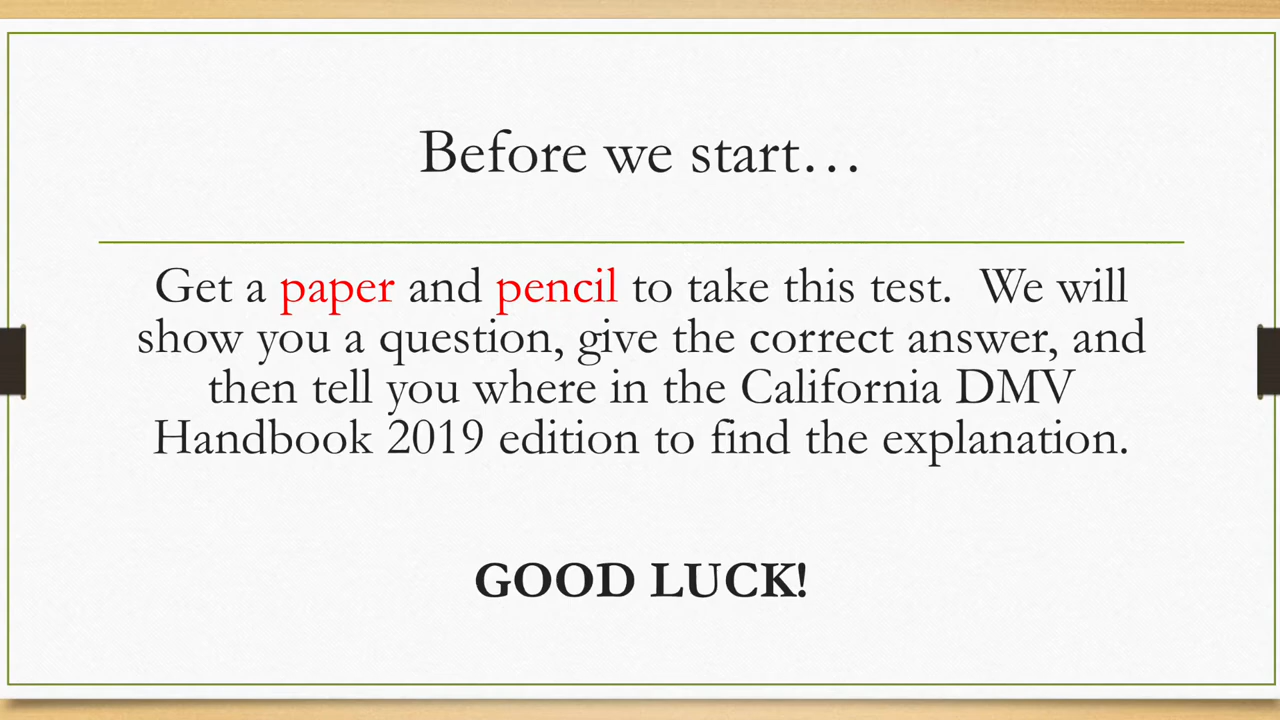 Before we start…
Get a paper and pencil to take this test.  We will
show you a question, give the correct answer, and
then tell you where in the California DMV
Handbook 2019 edition to find the explanation.
GOOD LUCK!